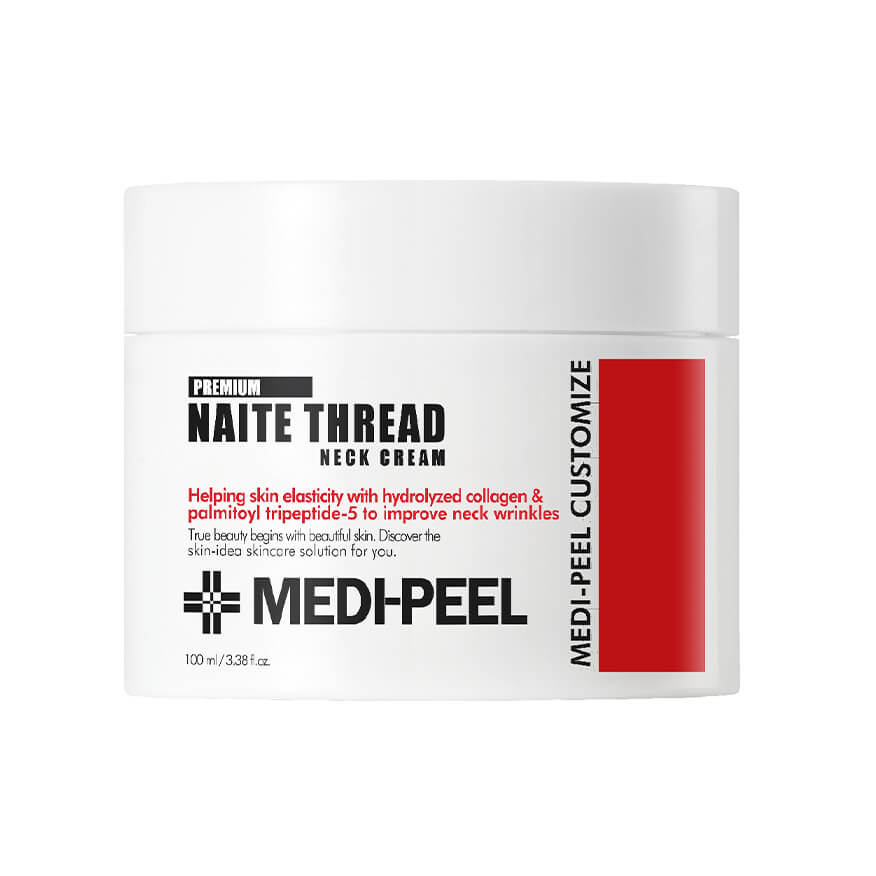 PREMIUM
NAITE THREAD
NECK CREAM
Helping skin elasticity with hydrolyzed collagen &
palmitoyl tripeptide-5 to improve neck wrinkles
True beauty begins with beautiful skin. Discover the
skin-idea skincare solution for you.
MEDI-PEEL
100 ml / 3.38 fl.oz.
MEDI-PEEL CUSTOMIZE